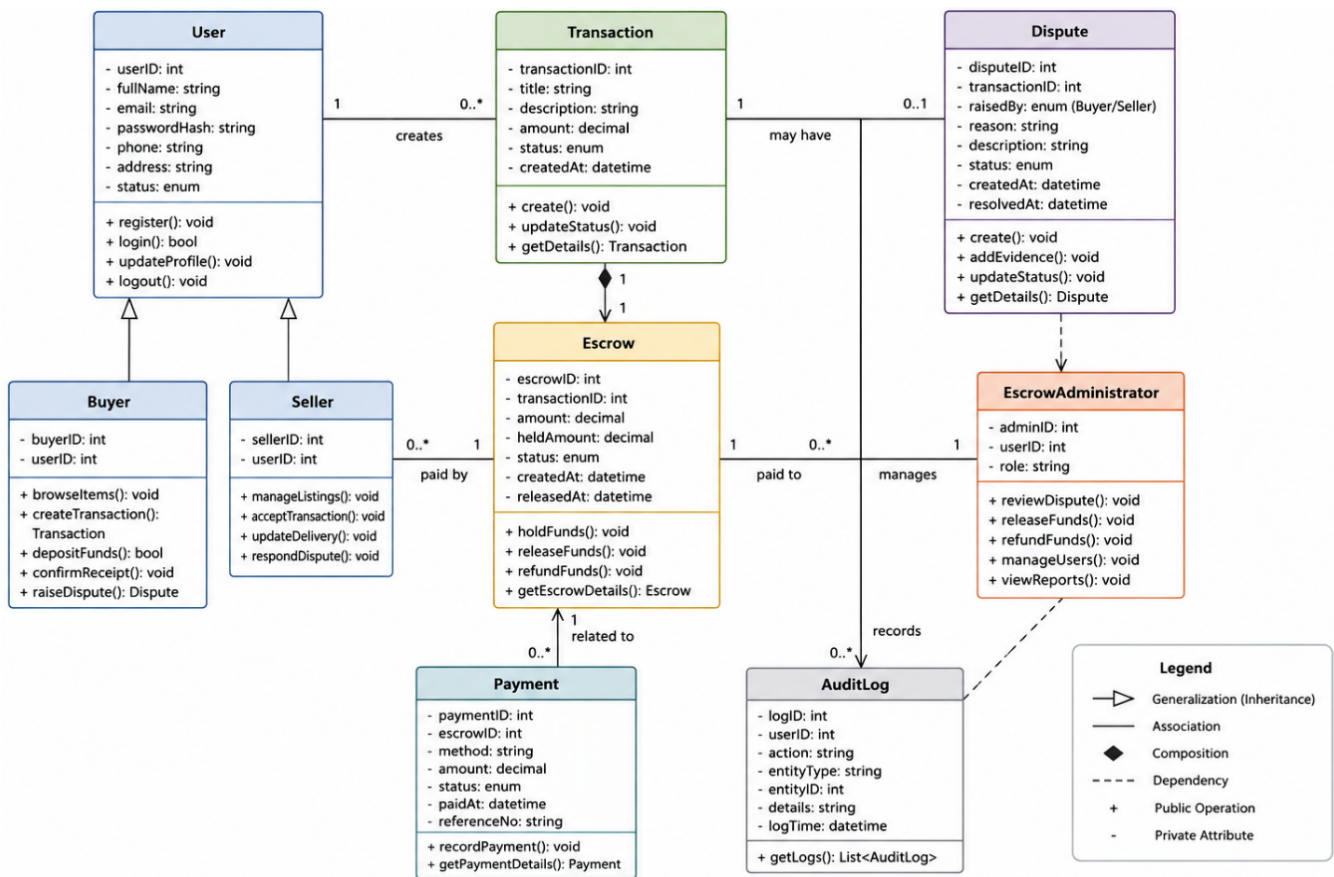 User
- userID: int
- fullName: string
- email: string
- passwordHash: string
- phone: string
- address: string
- status: enum
+ register(): void
+ login(): bool
+ updateProfile(): void
+ logout(): void
1
0..*
creates
Transaction
- transactionID: int
- title: string
- description: string
- amount: decimal
- status: enum
- createdAt: datetime
+ create(): void
+ updateStatus(): void
+ getDetails(): Transaction
1
0..1
may have
Dispute
- disputeID: int
- transactionID: int
- raisedBy: enum (Buyer/Seller)
- reason: string
- description: string
- status: enum
- createdAt: datetime
- resolvedAt: datetime
+ create(): void
+ addEvidence(): void
+ updateStatus(): void
+ getDetails(): Dispute
1
1
Buyer
- buyerID: int
- userID: int
+ browseItems(): void
+ createTransaction():
Transaction
+ depositFunds(): bool
+ confirmReceipt(): void
+ raiseDispute(): Dispute
Seller
- sellerID: int
- userID: int
+ manageListings(): void
+ acceptTransaction(): void
+ updateDelivery(): void
+ respondDispute(): void
0..*
1
paid by
Escrow
- escrowID: int
- transactionID: int
- amount: decimal
- heldAmount: decimal
- status: enum
- createdAt: datetime
- releasedAt: datetime
+ holdFunds(): void
+ releaseFunds(): void
+ refundFunds(): void
+ getEscrowDetails(): Escrow
1
0..*
1
paid to
manages
EscrowAdministrator
- adminID: int
- userID: int
- role: string
+ reviewDispute(): void
+ releaseFunds(): void
+ refundFunds(): void
+ manageUsers(): void
+ viewReports(): void
1
related to
0..*
records
0..*
Payment
- paymentID: int
- escrowID: int
- method: string
- amount: decimal
- status: enum
- paidAt: datetime
- referenceNo: string
+ recordPayment(): void
+ getPaymentDetails(): Payment
AuditLog
- logID: int
- userID: int
- action: string
- entityType: string
- entityID: int
- details: string
- logTime: datetime
+ getLogs(): List<AuditLog>
Legend
Generalization (Inheritance)
Association
Composition
Dependency
+ Public Operation
- Private Attribute